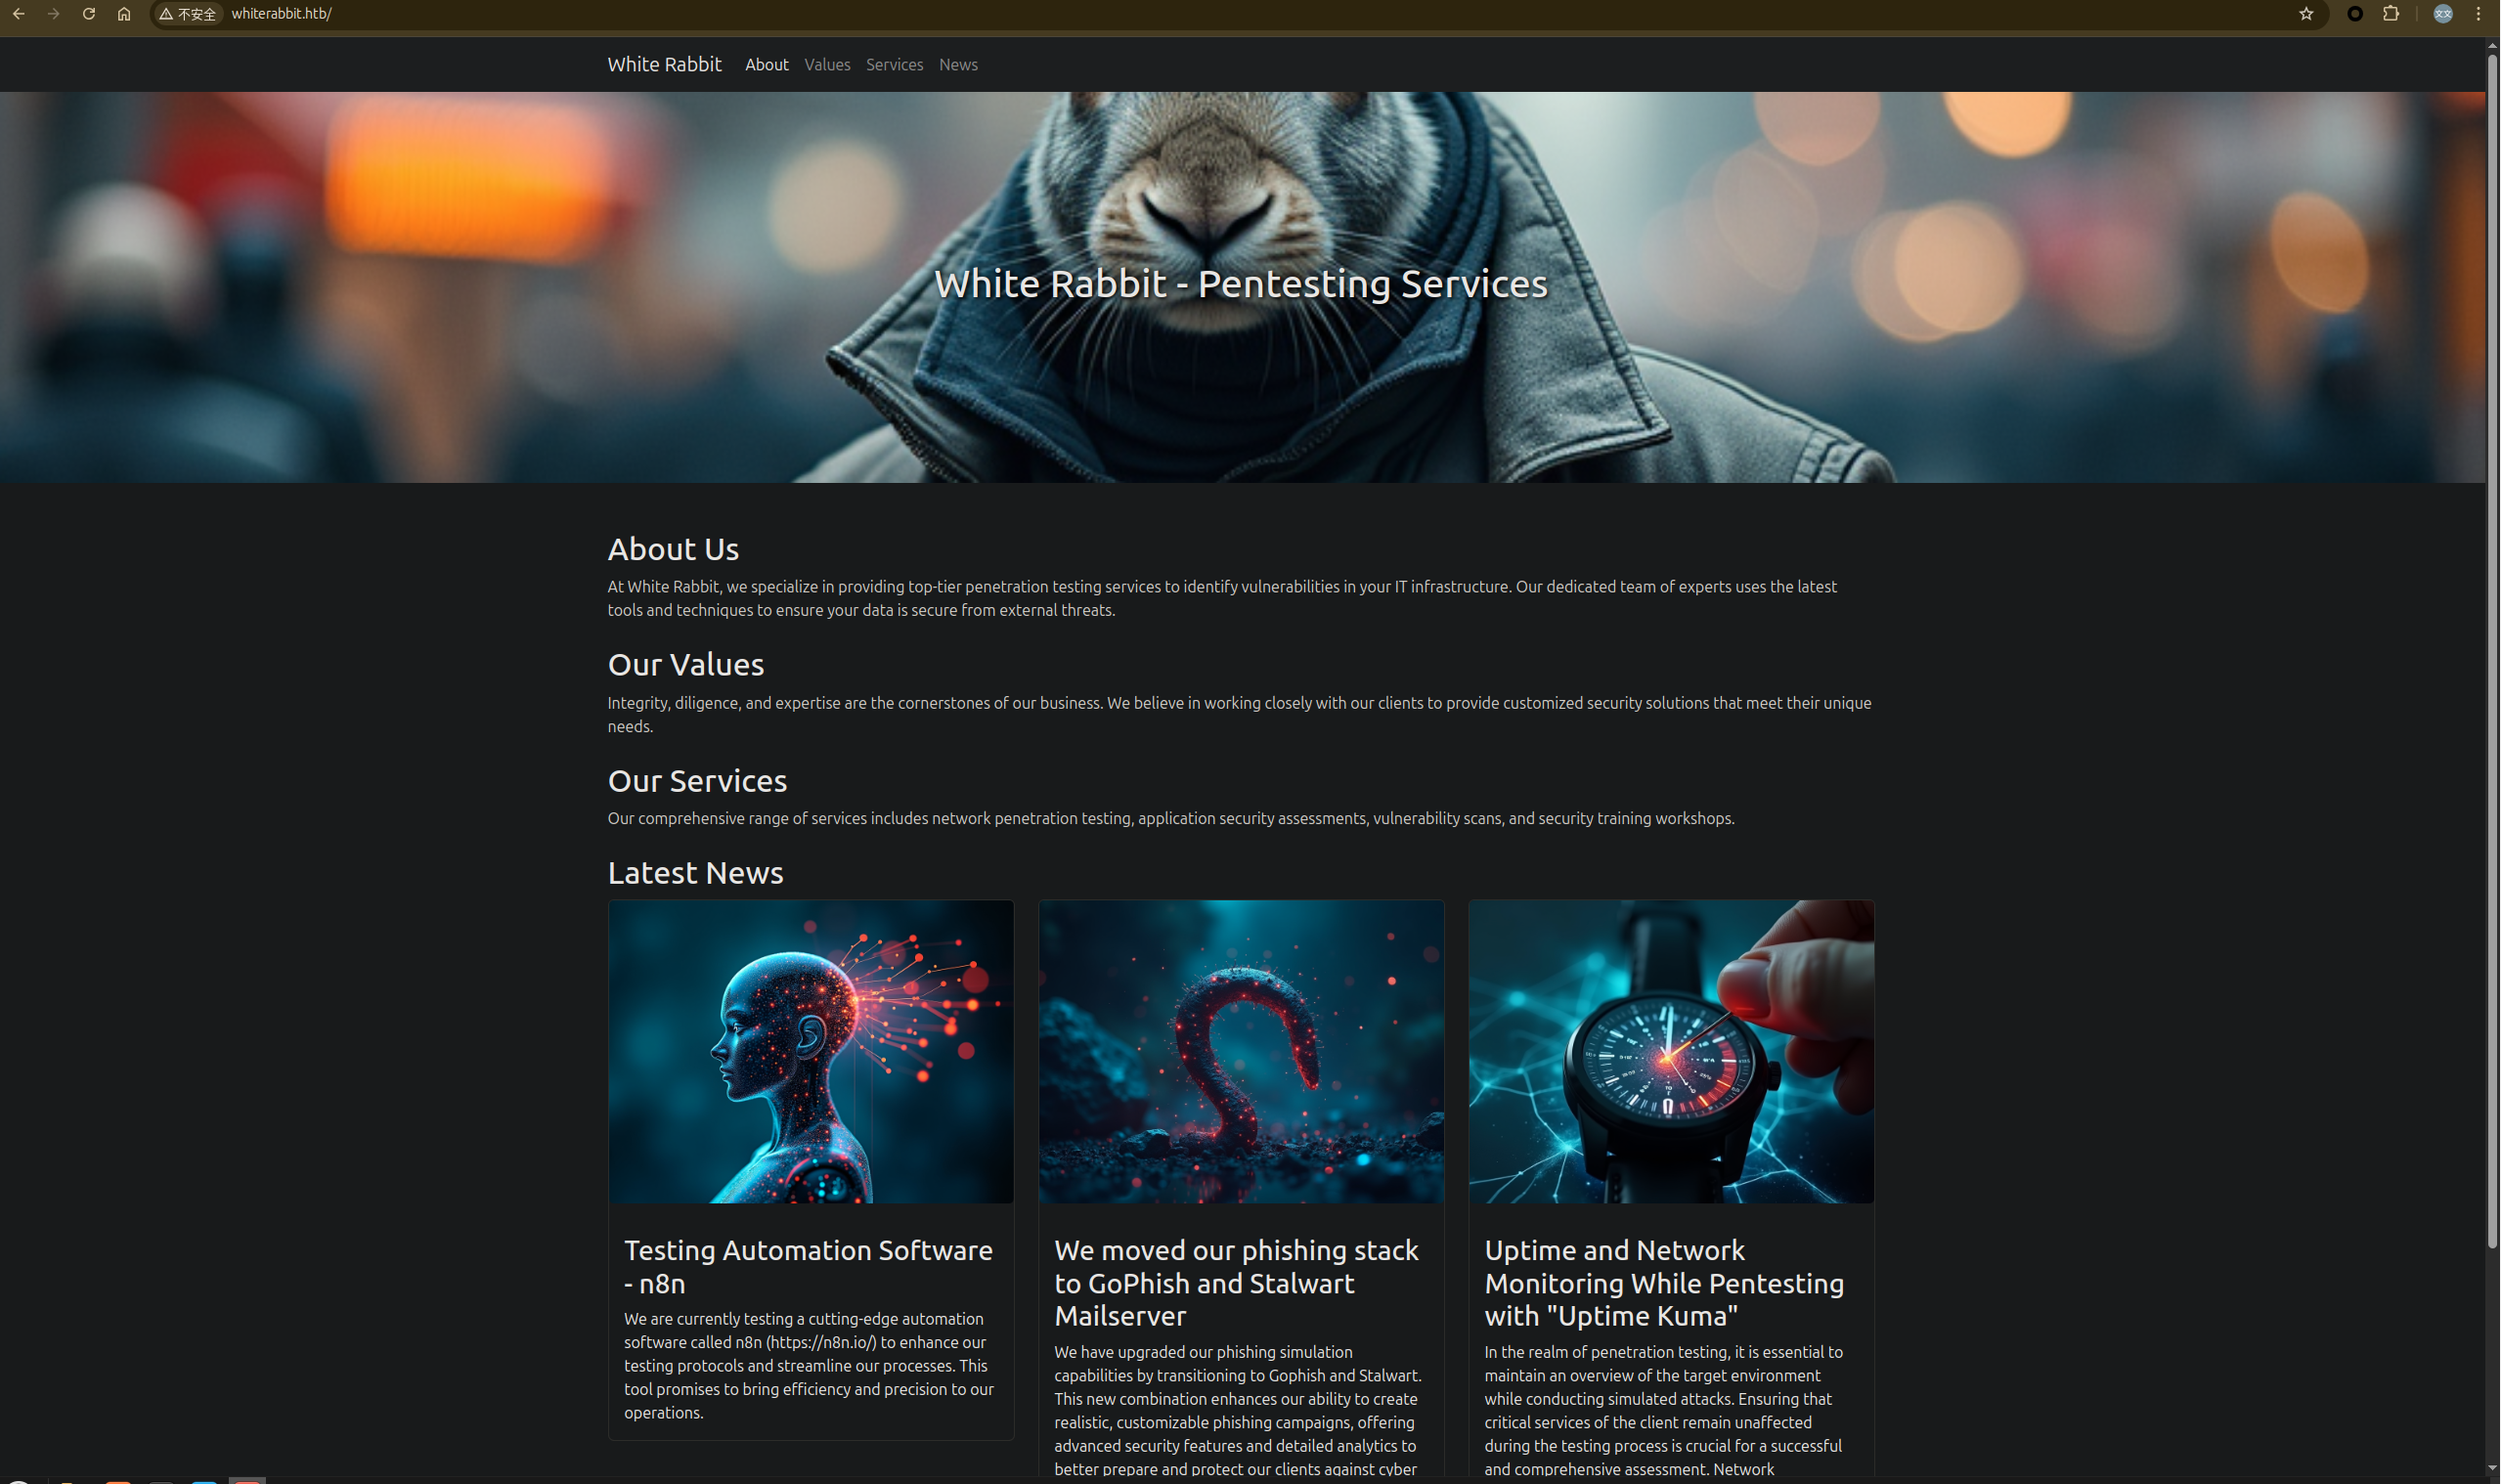 不安全 whiterabbit.htb/
文文
White Rabbit About Values Services News
White Rabbit - Pentesting Services
About Us
At White Rabbit, we specialize in providing top-tier penetration testing services to identify vulnerabilities in your IT infrastructure. Our dedicated team of experts uses the latest
tools and techniques to ensure your data is secure from external threats.
Our Values
Integrity, diligence, and expertise are the cornerstones of our business. We believe in working closely with our clients to provide customized security solutions that meet their unique
needs.
Our Services
Our comprehensive range of services includes network penetration testing, application security assessments, vulnerability scans, and security training workshops.
Latest News
Testing Automation Software
- n8n
We are currently testing a cutting-edge automation
software called n8n (https://n8n.io/) to enhance our
testing protocols and streamline our processes. This
tool promises to bring efficiency and precision to our
operations.
We moved our phishing stack
to GoPhish and Stalwart
Mailserver
We have upgraded our phishing simulation
capabilities by transitioning to Gophish and Stalwart.
This new combination enhances our ability to create
realistic, customizable phishing campaigns, offering
advanced security features and detailed analytics to
better prepare and protect our clients against cyber
Uptime and Network
Monitoring While Pentesting
with "Uptime Kuma"
In the realm of penetration testing, it is essential to
maintain an overview of the target environment
while conducting simulated attacks. Ensuring that
critical services of the client remain unaffected
during the testing process is crucial for a successful
and comprehensive assessment. Network